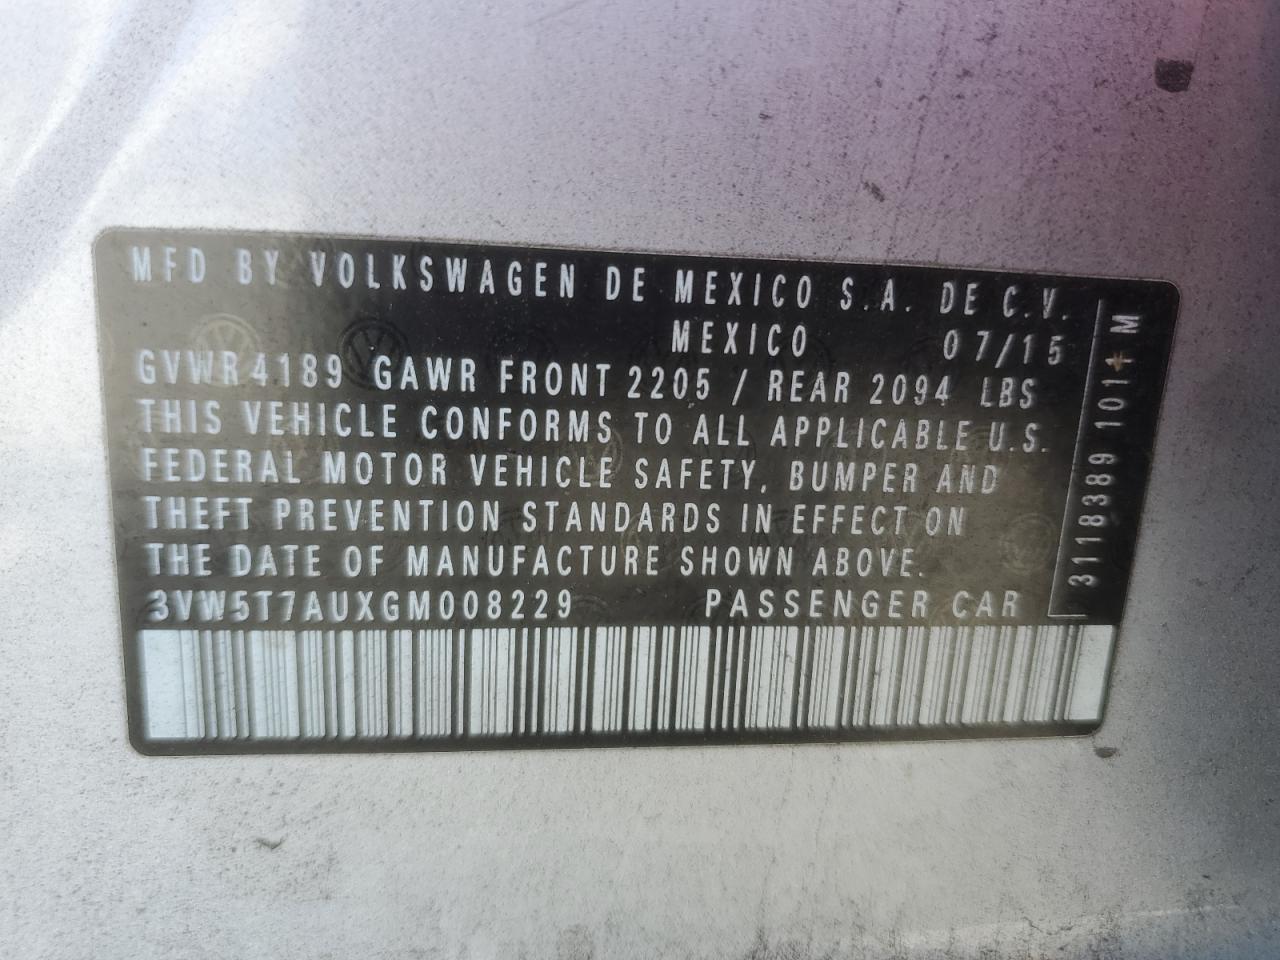 MFD BY VOLKSWAGEN DE MEXICO S.A. DE C.V.
MEXICO 07/15
GVWR 4189 GAWR FRONT 2205 / REAR 2094 LBS
THIS VEHICLE CONFORMS TO ALL APPLICABLE U.S.
FEDERAL MOTOR VEHICLE SAFETY, BUMPER AND
THEFT PREVENTION STANDARDS IN EFFECT ON
THE DATE OF MANUFACTURE SHOWN ABOVE.
3VW5T7AUXGM008229 PASSENGER CAR
3118389 101+ M